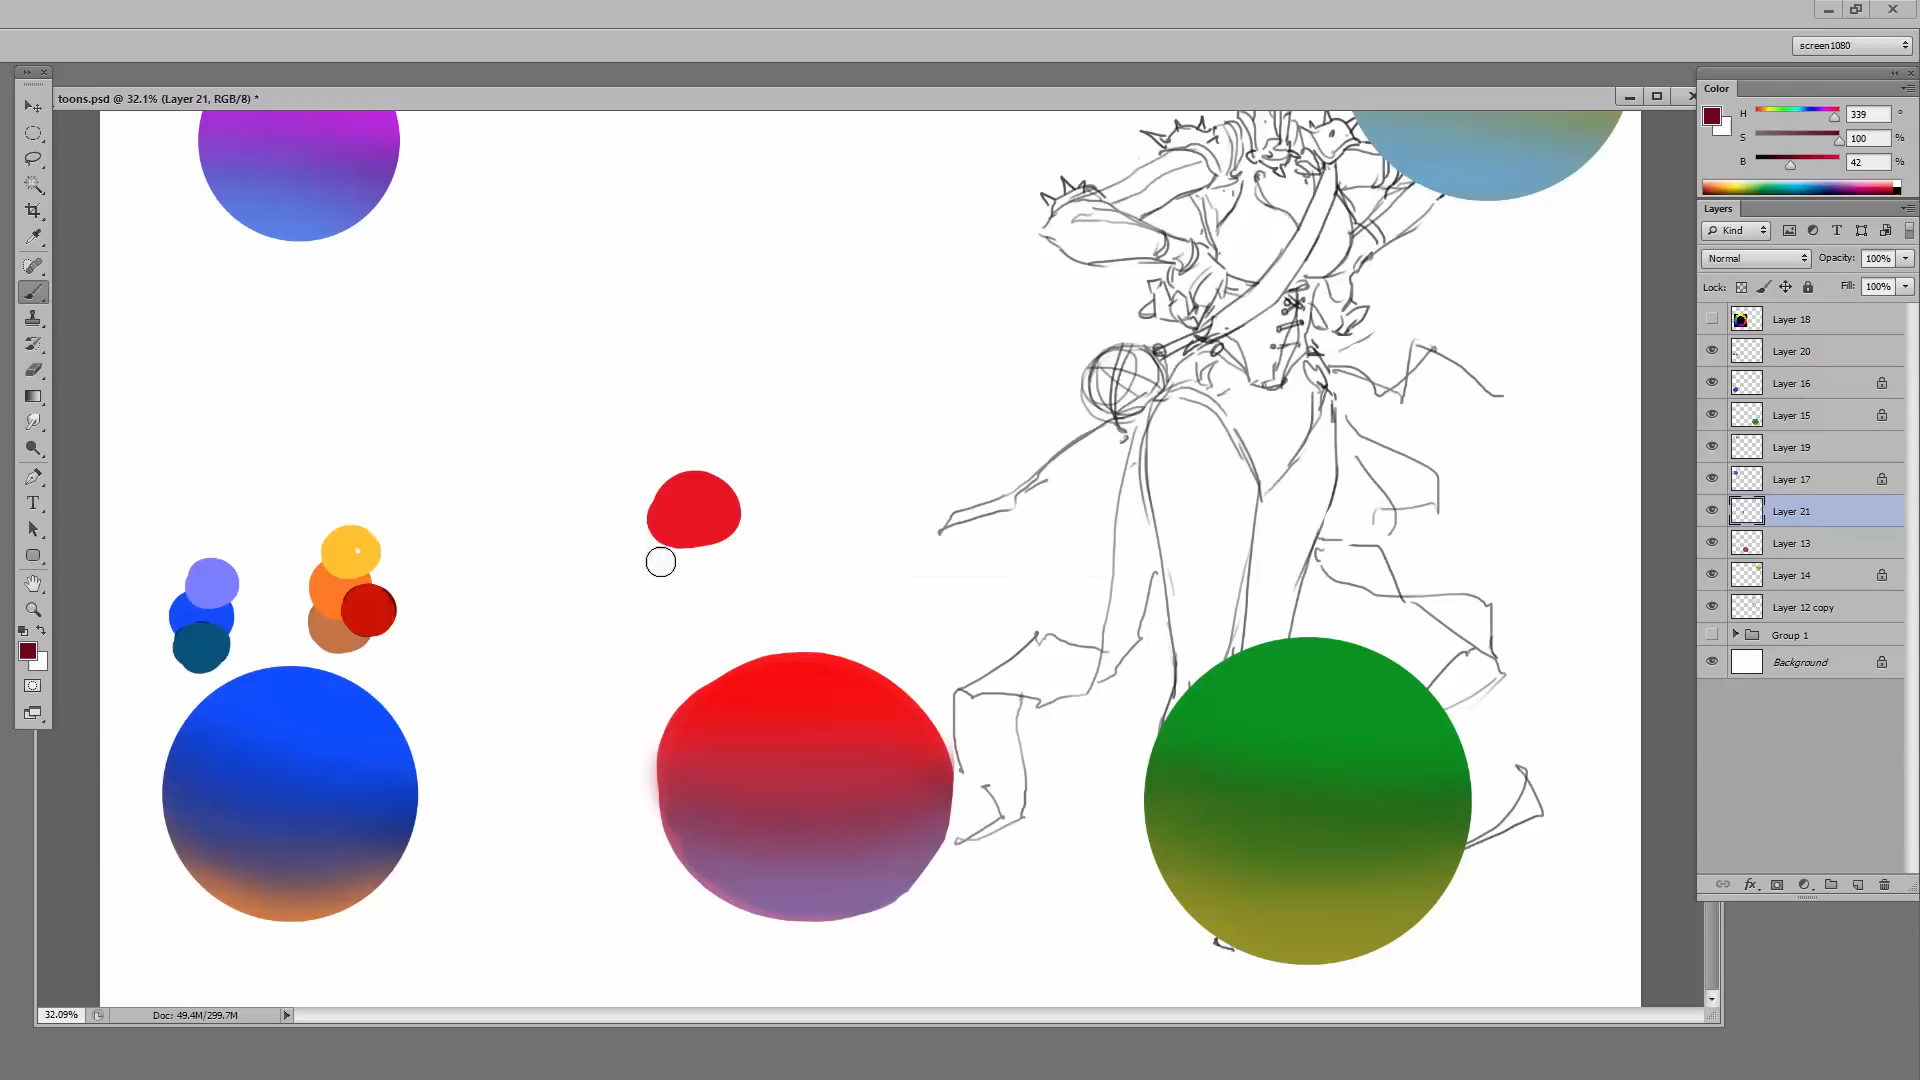 screen1080
toons.psd @ 32.1% (Layer 21, RGB/8) *
Color
H 339 °
S 100 %
B 42 %
Layers
Kind
Normal Opacity: 100%
Lock: Fill: 100%
Layer 18
Layer 20
Layer 16
Layer 15
Layer 19
Layer 17
Layer 21
Layer 13
Layer 14
Layer 12 copy
Group 1
Background
T
fx
32.09% Doc: 49.4M/299.7M